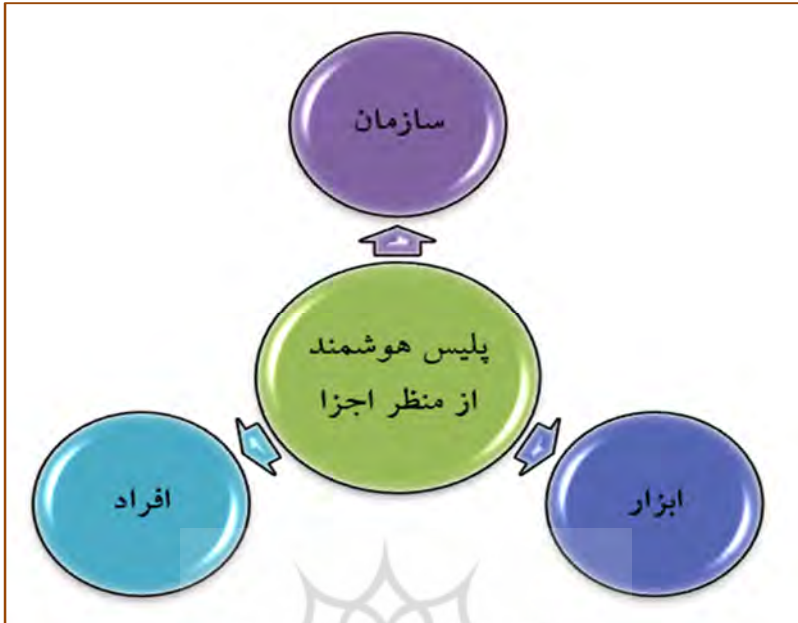 سازمان
پلیس هوشمند
از منظر اجزا
ابزار
افراد